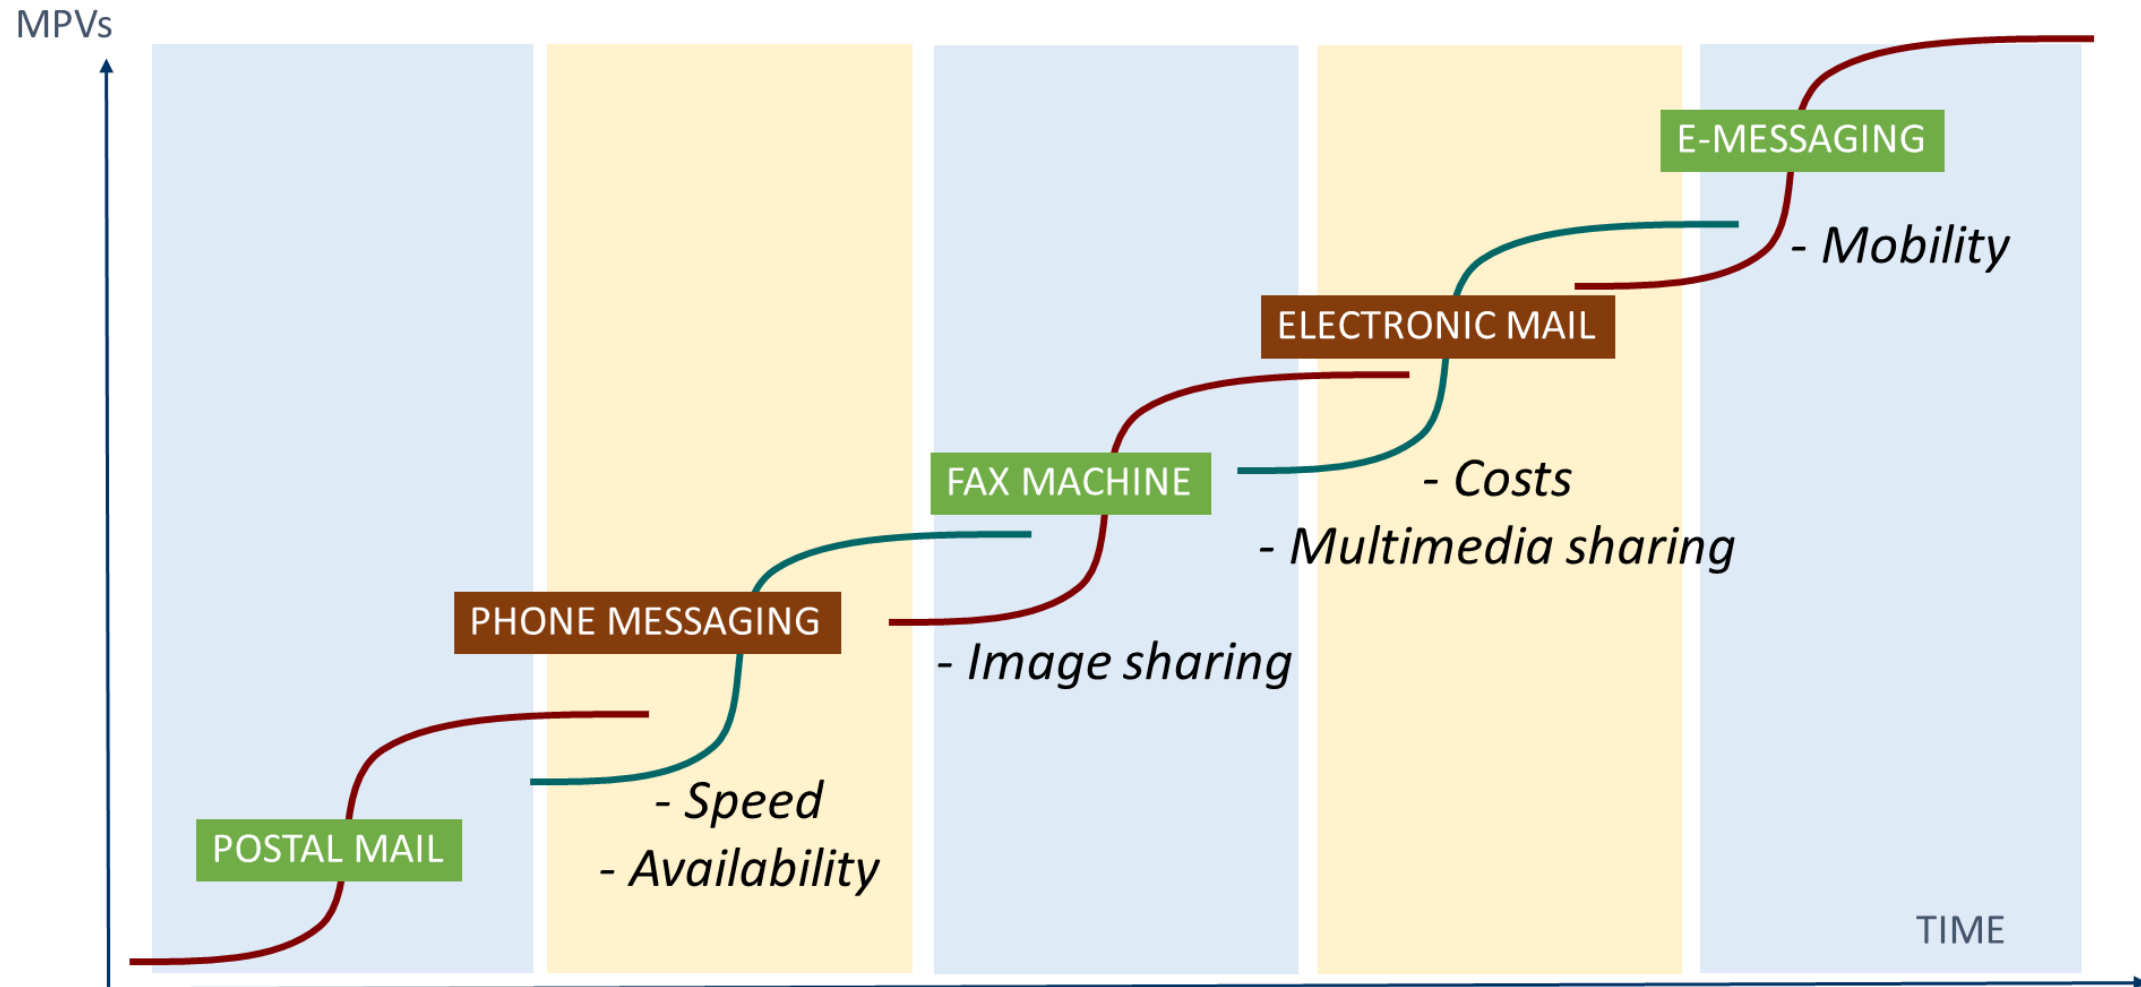 MPVs
E-MESSAGING
- Mobility
ELECTRONIC MAIL
- Costs
- Multimedia sharing
FAX MACHINE
- Image sharing
PHONE MESSAGING
- Speed
- Availability
POSTAL MAIL
TIME